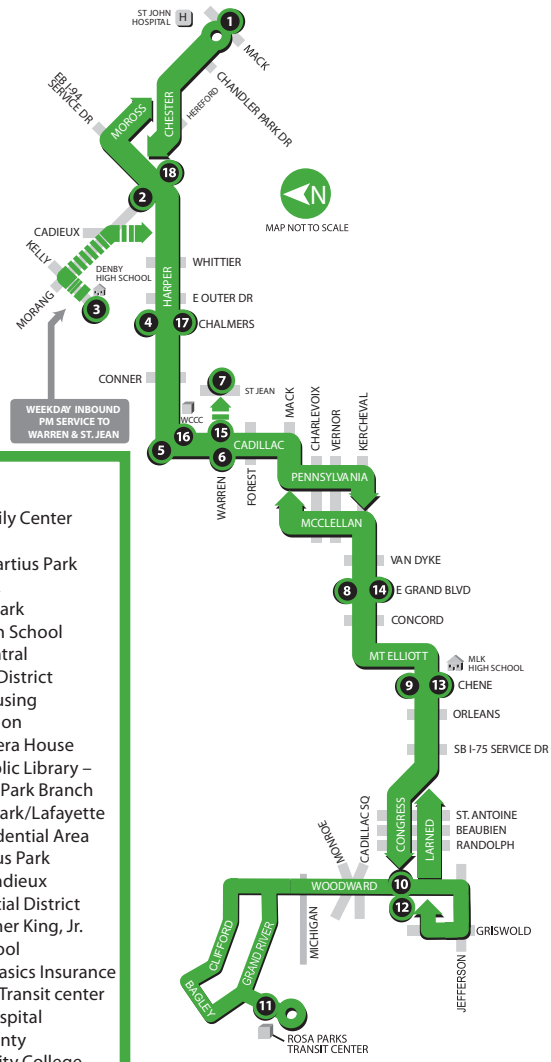 ST JOHN
HOSPITAL
H
1
MACK
CHANDLER PARK DR
HEREFORD
CHESTER
MOROSS
EB I-94
SERVICE DR
18
2
N
MAP NOT TO SCALE
CADIEUX
KELLY
MORANG
DENBY
HIGH SCHOOL
3
HARPER
WHITTIER
E OUTER DR
4
17
CHALMERS
WEEKDAY INBOUND
PM SERVICE TO
WARREN & ST. JEAN
CONNER
7
ST JEAN
WCCC
16
15
5
6
CADILLAC
WARREN
FOREST
MACK
CHARLEVOIX
VERNOR
KERCHEVAL
PENNSYLVANIA
MCCLELLAN
VAN DYKE
8
14
E GRAND BLVD
CONCORD
MT ELLIOTT
MLK
HIGH SCHOOL
9
13
CHENE
ORLEANS
SB I-75 SERVICE DR
CONGRESS
LARNED
ST. ANTOINE
BEAUBIEN
RANDOLPH
MONROE
CADILLAC SQ
WOODWARD
10
12
MICHIGAN
GRISWOLD
JEFFERSON
CLIFFORD
GRAND RIVER
BAGLEY
11
ROSA PARKS
TRANSIT CENTER
ily Center
artius Park
ark
n School
tral
District
using
on
era House
lic Library –
Park Branch
ark/Lafayette
dential Area
us Park
adieux
cial District
her King, Jr.
ool
asics Insurance
Transit center
spital
nty
ity College